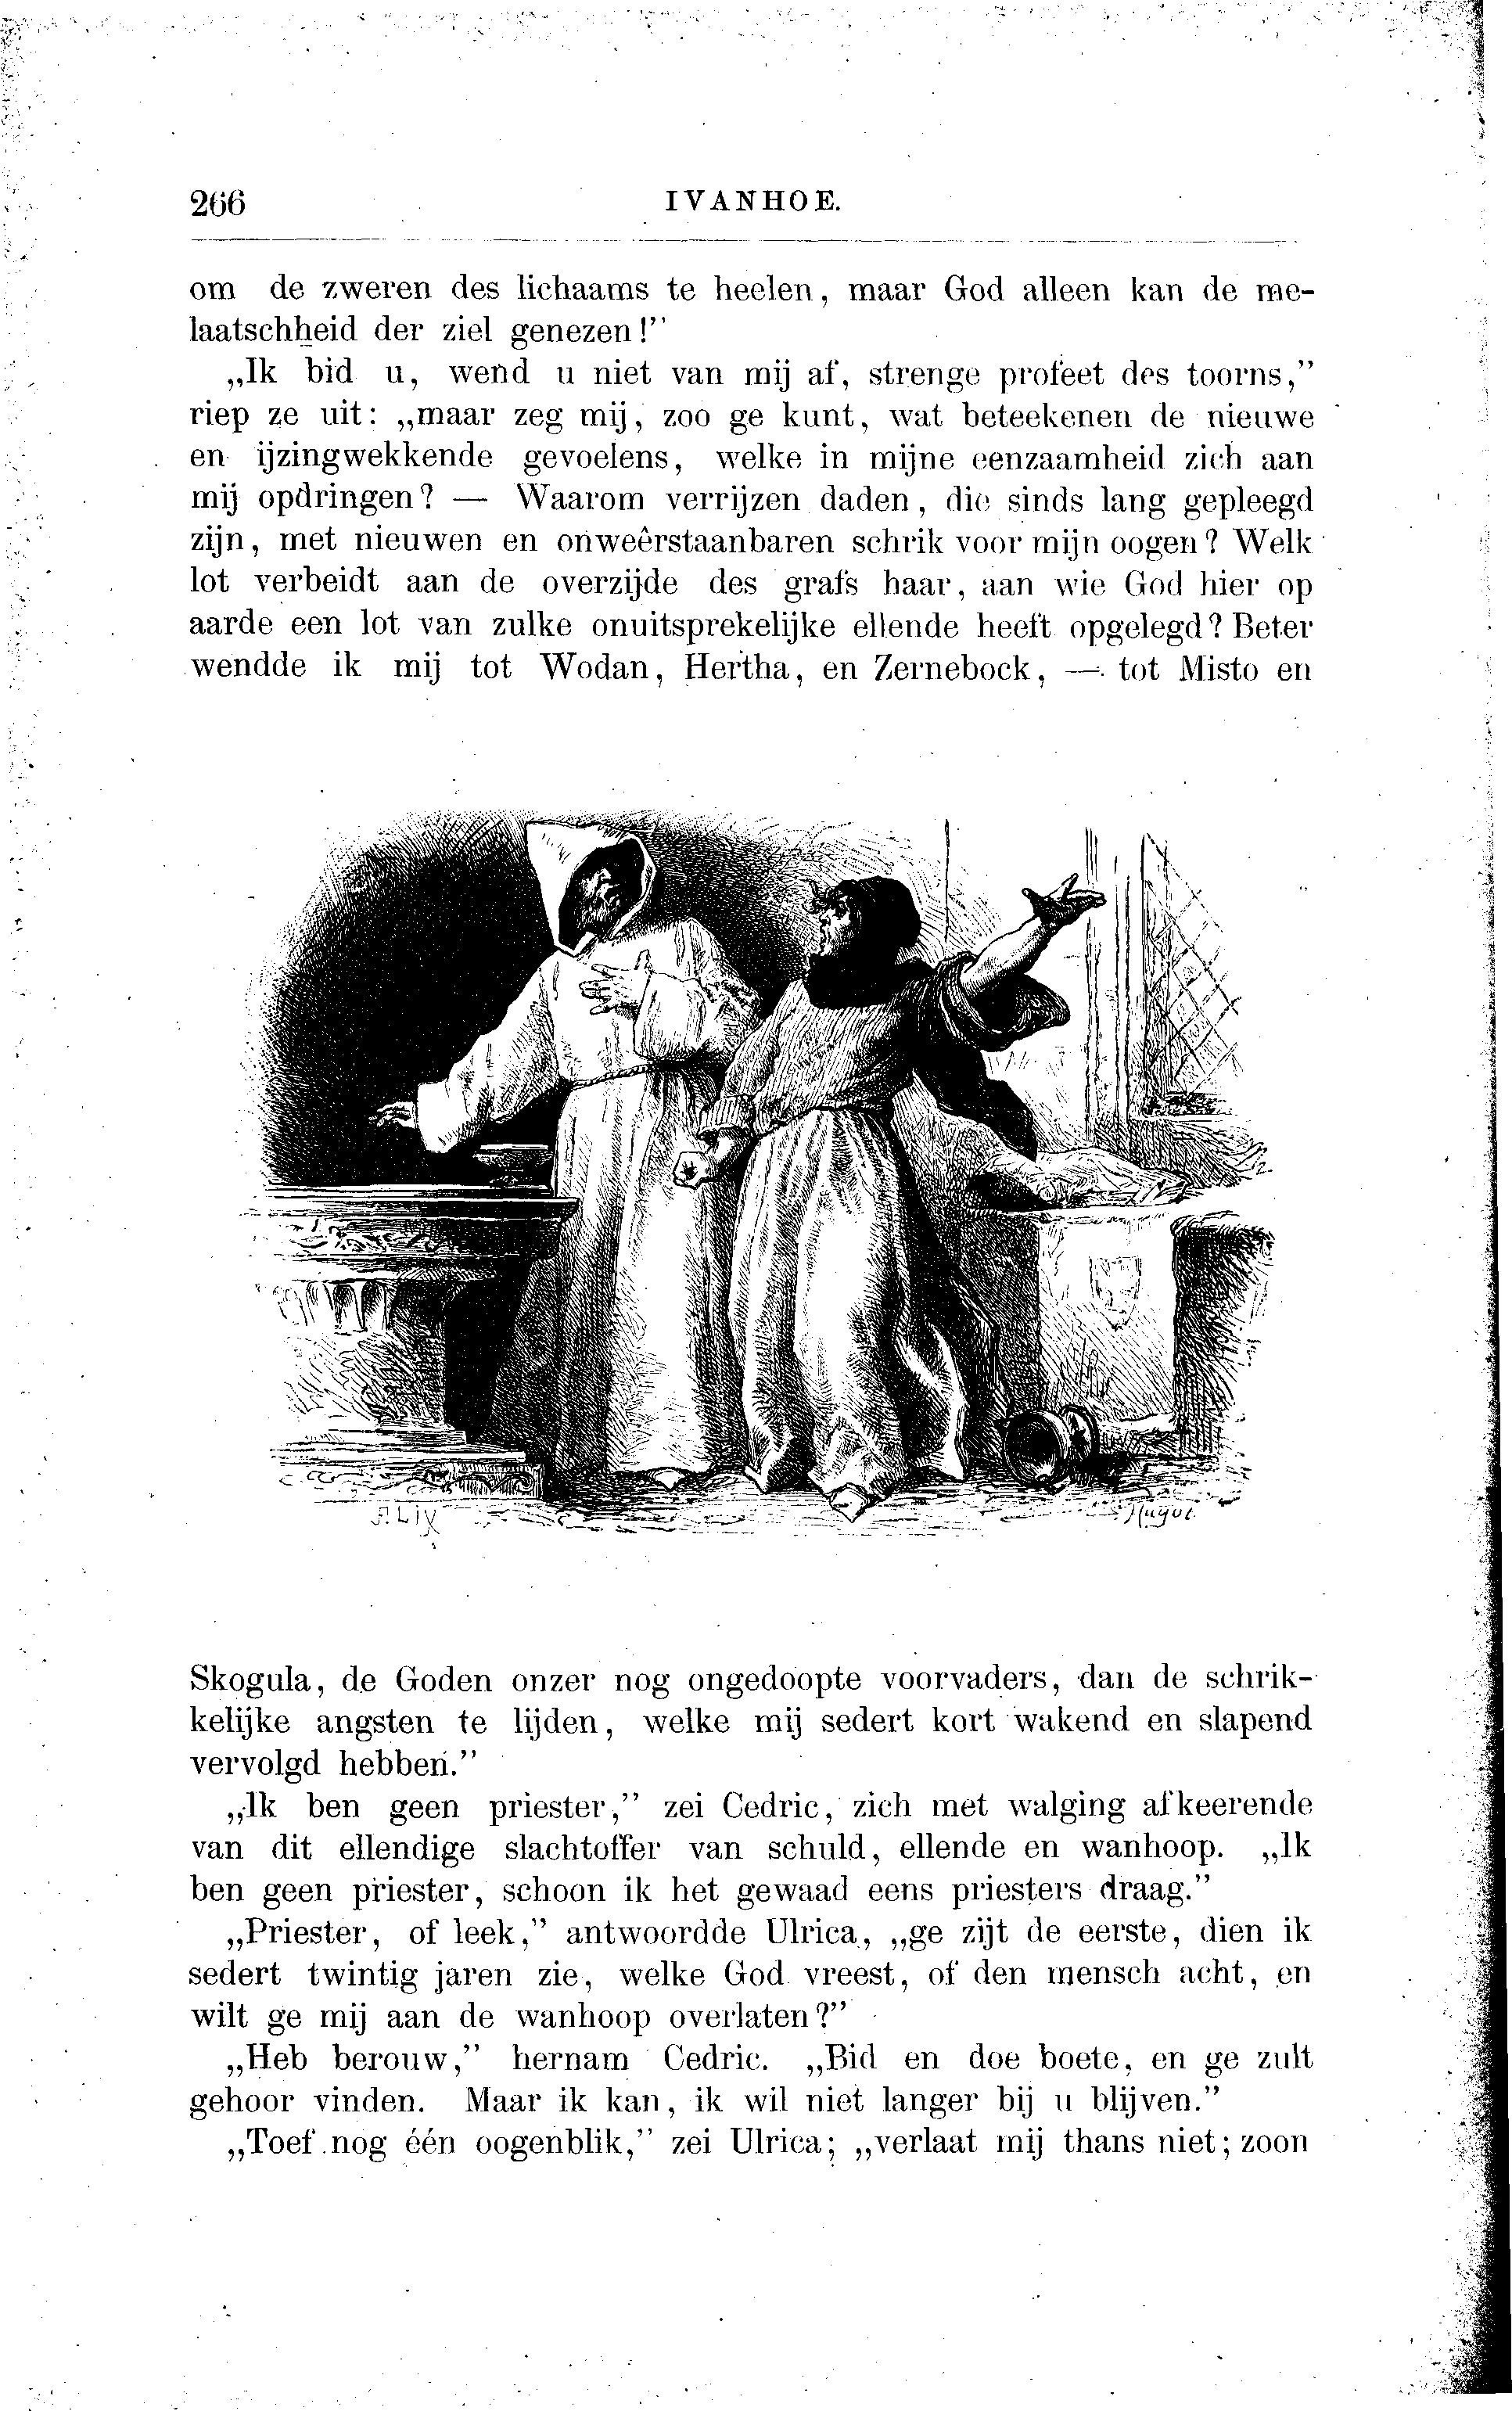 266 IVANHOE.
om de zweren des lichaams te heelen, maar God alleen kan de me-
laatschheid der ziel genezen!”
„Ik bid u, wend u niet van mij af, strenge profeet des toorns,”
riep ze uit: „maar zeg mij, zoo ge kunt, wat beteekenen de nieuwe
en ijzingwekkende gevoelens, welke in mijne eenzaamheid zich aan
mij opdringen? — Waarom verrijzen daden, die sinds lang gepleegd
zijn, met nieuwen en onweêrstaanbaren schrik voor mijn oogen? Welk
lot verbeidt aan de overzijde des grafs haar, aan wie God hier op
aarde een lot van zulke onuitsprekelijke ellende heeft opgelegd? Beter
wendde ik mij tot Wodan, Hertha, en Zernebock, — tot Misto en
F. LIX Hugot.
Skogula, de Goden onzer nog ongedoopte voorvaders, dan de schrik-
kelijke angsten te lijden, welke mij sedert kort wakend en slapend
vervolgd hebben.”
„Ik ben geen priester,” zei Cedric, zich met walging afkeerende
van dit ellendige slachtoffer van schuld, ellende en wanhoop. „Ik
ben geen priester, schoon ik het gewaad eens priesters draag.”
„Priester, of leek,” antwoordde Ulrica, „ge zijt de eerste, dien ik
sedert twintig jaren zie, welke God vreest, of den mensch acht, en
wilt ge mij aan de wanhoop overlaten?”
„Heb berouw,” hernam Cedric. „Bid en doe boete, en ge zult
gehoor vinden. Maar ik kan, ik wil niet langer bij u blijven.”
„Toef nog één oogenblik,” zei Ulrica; „verlaat mij thans niet; zoon